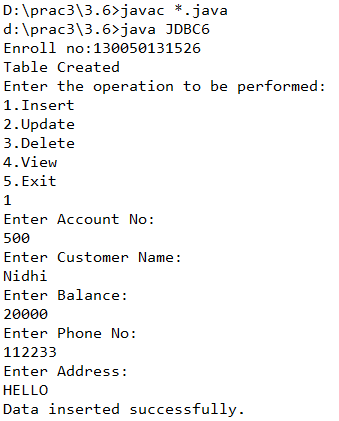 D:\prac3\3.6>javac *.java
d:\prac3\3.6>java JDBC6
Enroll no:130050131526
Table Created
Enter the operation to be performed:
1.Insert
2.Update
3.Delete
4.View
5.Exit
1
Enter Account No:
500
Enter Customer Name:
Nidhi
Enter Balance:
20000
Enter Phone No:
112233
Enter Address:
HELLO
Data inserted successfully.